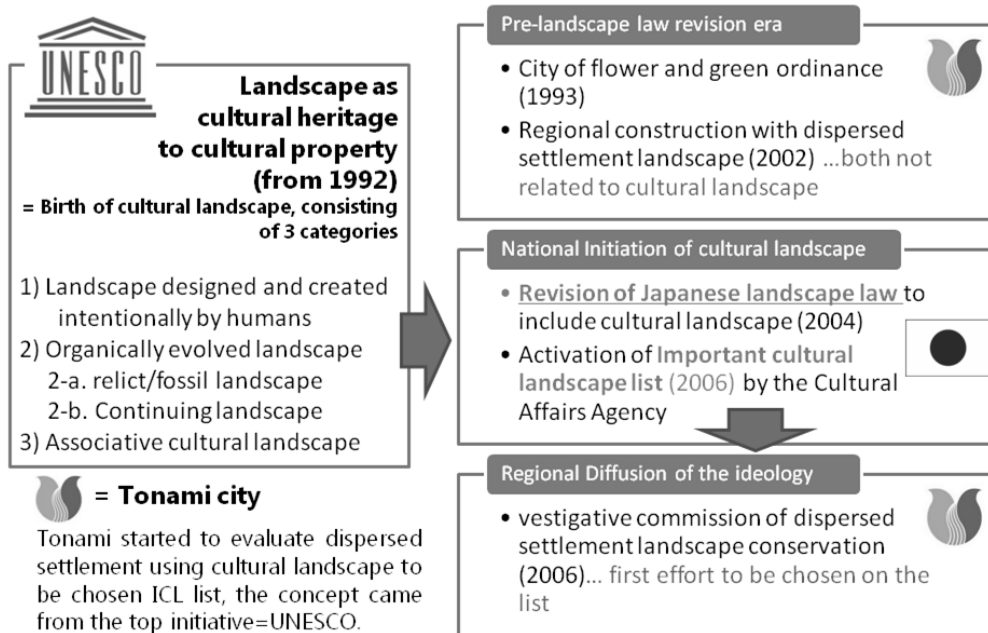 UNESCO
Landscape as
cultural heritage
to cultural property
(from 1992)
= Birth of cultural landscape, consisting
of 3 categories
1) Landscape designed and created
intentionally by humans
2) Organically evolved landscape
2-a. relict/fossil landscape
2-b. Continuing landscape
3) Associative cultural landscape
= Tonami city
Tonami started to evaluate dispersed
settlement using cultural landscape to
be chosen ICL list, the concept came
from the top initiative=UNESCO.
Pre-landscape law revision era
• City of flower and green ordinance
(1993)
• Regional construction with dispersed
settlement landscape (2002) ...both not
related to cultural landscape
National Initiation of cultural landscape
• Revision of Japanese landscape law to
include cultural landscape (2004)
• Activation of Important cultural
landscape list (2006) by the Cultural
Affairs Agency
Regional Diffusion of the ideology
• vestigative commission of dispersed
settlement landscape conservation
(2006)... first effort to be chosen on the
list